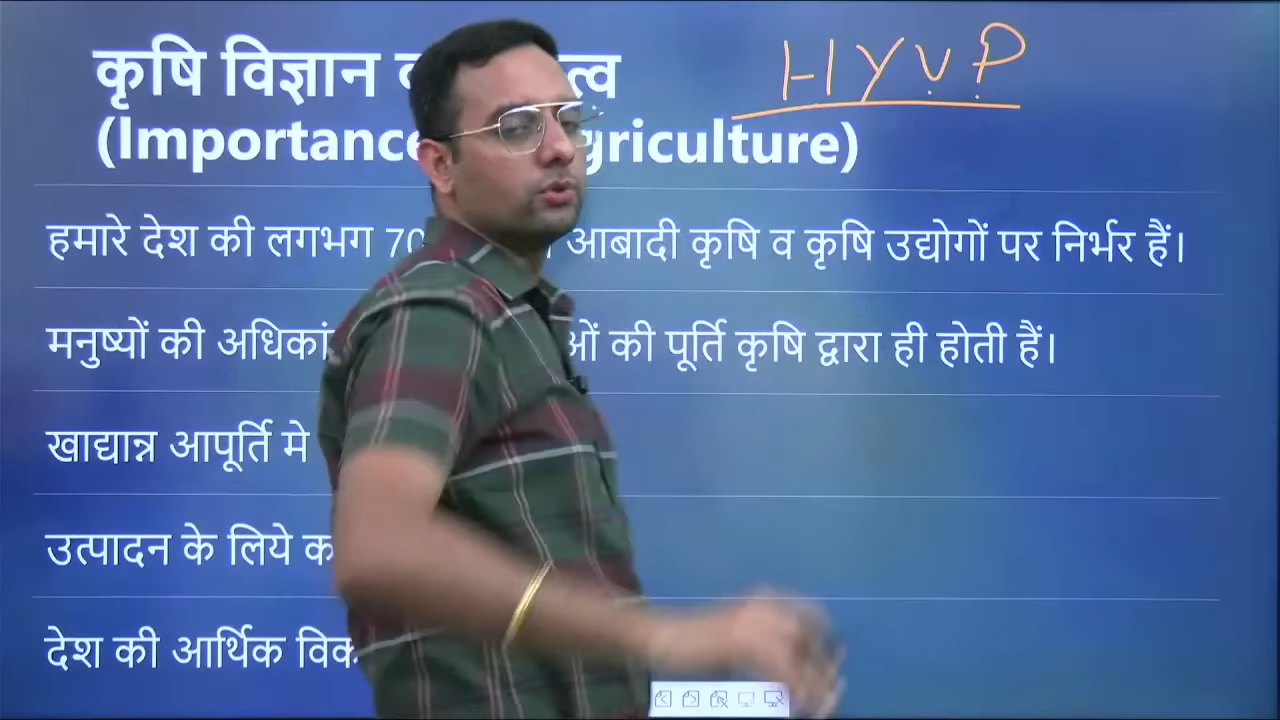 कृषि विज्ञान
HYVP
(Importance griculture)
हमारे देश की लगभग 70 आबादी कृषि व कृषि उद्योगों पर निर्भर हैं।
मनुष्यों की अधिकां ओं की पूर्ति कृषि द्वारा ही होती हैं।
खाद्यान्न आपूर्ति मे
उत्पादन के लिये क
देश की आर्थिक विक